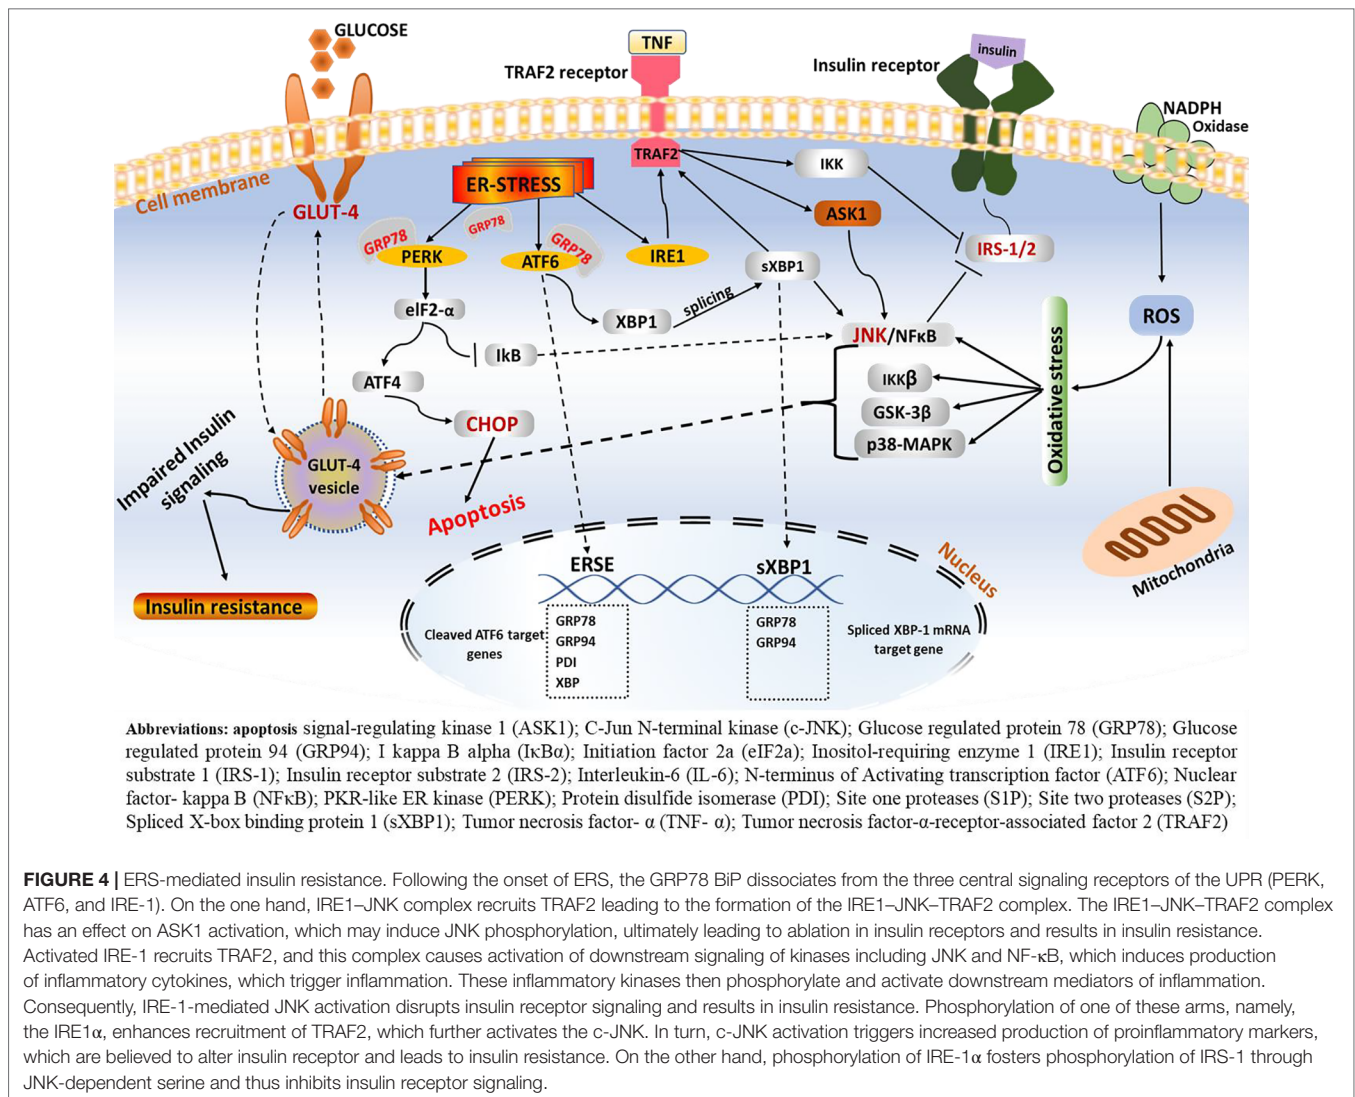 GLUCOSE
TNF
TRAF2 receptor
insulin
Insulin receptor
NADPH
Oxidase
Cell membrane
TRAF2
IKK
ER-STRESS
GLUT-4
GRP78
GRP78
GRP78
PERK
ATF6
IRE1
ASK1
IRS-1/2
sXBP1
eIF2-α
XBP1
splicing
JNK/NFκB
ROS
IkB
ATF4
IKKβ
GSK-3β
p38-MAPK
Oxidative stress
CHOP
Impaired Insulin
signaling
GLUT-4
vesicle
Apoptosis
Mitochondria
Nucleus
Insulin resistance
ERSE
sXBP1
Cleaved ATF6 target
genes
GRP78
GRP94
PDI
XBP
GRP78
GRP94
Spliced XBP-1 mRNA
target gene
Abbreviations: apoptosis signal-regulating kinase 1 (ASK1); C-Jun N-terminal kinase (c-JNK); Glucose regulated protein 78 (GRP78); Glucose
regulated protein 94 (GRP94); I kappa B alpha (IκBα); Initiation factor 2a (eIF2a); Inositol-requiring enzyme 1 (IRE1); Insulin receptor
substrate 1 (IRS-1); Insulin receptor substrate 2 (IRS-2); Interleukin-6 (IL-6); N-terminus of Activating transcription factor (ATF6); Nuclear
factor- kappa B (NFκB); PKR-like ER kinase (PERK); Protein disulfide isomerase (PDI); Site one proteases (S1P); Site two proteases (S2P);
Spliced X-box binding protein 1 (sXBP1); Tumor necrosis factor- α (TNF- α); Tumor necrosis factor-α-receptor-associated factor 2 (TRAF2)
FIGURE 4 | ERS-mediated insulin resistance. Following the onset of ERS, the GRP78 BiP dissociates from the three central signaling receptors of the UPR (PERK,
ATF6, and IRE-1). On the one hand, IRE1–JNK complex recruits TRAF2 leading to the formation of the IRE1–JNK–TRAF2 complex. The IRE1–JNK–TRAF2 complex
has an effect on ASK1 activation, which may induce JNK phosphorylation, ultimately leading to ablation in insulin receptors and results in insulin resistance.
Activated IRE-1 recruits TRAF2, and this complex causes activation of downstream signaling of kinases including JNK and NF-κB, which induces production
of inflammatory cytokines, which trigger inflammation. These inflammatory kinases then phosphorylate and activate downstream mediators of inflammation.
Consequently, IRE-1-mediated JNK activation disrupts insulin receptor signaling and results in insulin resistance. Phosphorylation of one of these arms, namely,
the IRE1α, enhances recruitment of TRAF2, which further activates the c-JNK. In turn, c-JNK activation triggers increased production of proinflammatory markers,
which are believed to alter insulin receptor and leads to insulin resistance. On the other hand, phosphorylation of IRE-1α fosters phosphorylation of IRS-1 through
JNK-dependent serine and thus inhibits insulin receptor signaling.